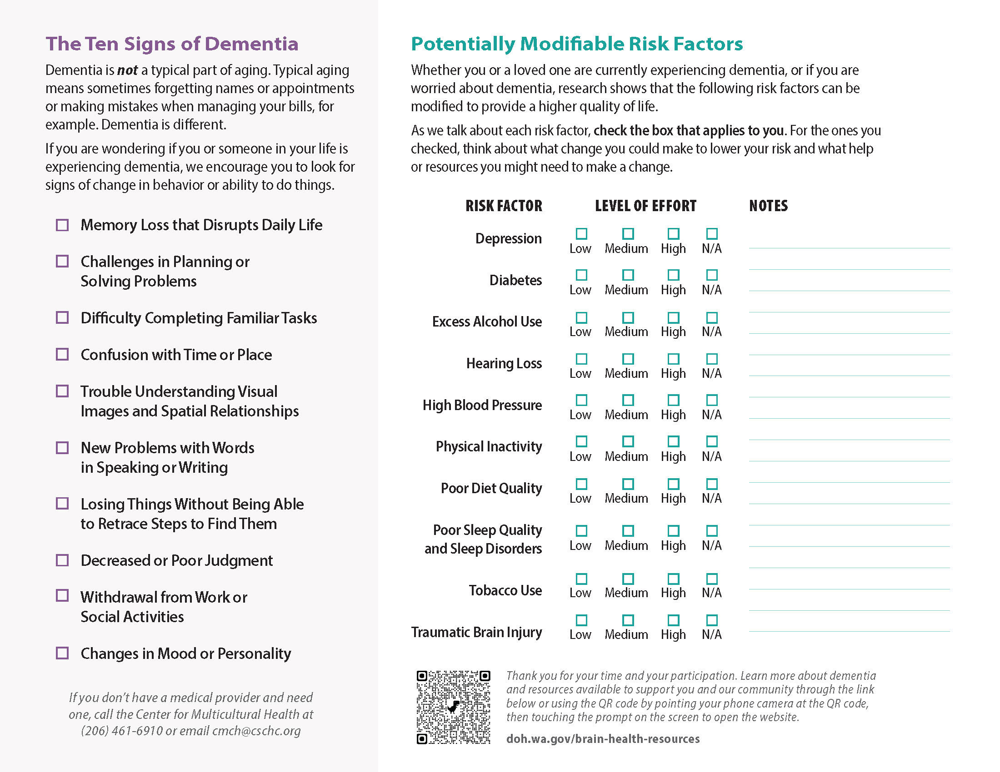 The Ten Signs of Dementia
Dementia is not a typical part of aging. Typical aging
means sometimes forgetting names or appointments
or making mistakes when managing your bills, for
example. Dementia is different.
If you are wondering if you or someone in your life is
experiencing dementia, we encourage you to look for
signs of change in behavior or ability to do things.
Memory Loss that Disrupts Daily Life
Challenges in Planning or
Solving Problems
Difficulty Completing Familiar Tasks
Confusion with Time or Place
Trouble Understanding Visual
Images and Spatial Relationships
New Problems with Words
in Speaking or Writing
Losing Things Without Being Able
to Retrace Steps to Find Them
Decreased or Poor Judgment
Withdrawal from Work or
Social Activities
Changes in Mood or Personality
If you don't have a medical provider and need
one, call the Center for Multicultural Health at
(206) 461-6910 or email cmch@cschc.org
Potentially Modifiable Risk Factors
Whether you or a loved one are currently experiencing dementia, or if you are
worried about dementia, research shows that the following risk factors can be
modified to provide a higher quality of life.
As we talk about each risk factor, check the box that applies to you. For the ones you
checked, think about what change you could make to lower your risk and what help
or resources you might need to make a change.
RISK FACTOR LEVEL OF EFFORT NOTES
Depression Low Medium High N/A
Diabetes Low Medium High N/A
Excess Alcohol Use Low Medium High N/A
Hearing Loss Low Medium High N/A
High Blood Pressure Low Medium High N/A
Physical Inactivity Low Medium High N/A
Poor Diet Quality Low Medium High N/A
Poor Sleep Quality
and Sleep Disorders Low Medium High N/A
Tobacco Use Low Medium High N/A
Traumatic Brain Injury Low Medium High N/A
Thank you for your time and your participation. Learn more about dementia
and resources available to support you and our community through the link
below or using the QR code by pointing your phone camera at the QR code,
then touching the prompt on the screen to open the website.
doh.wa.gov/brain-health-resources